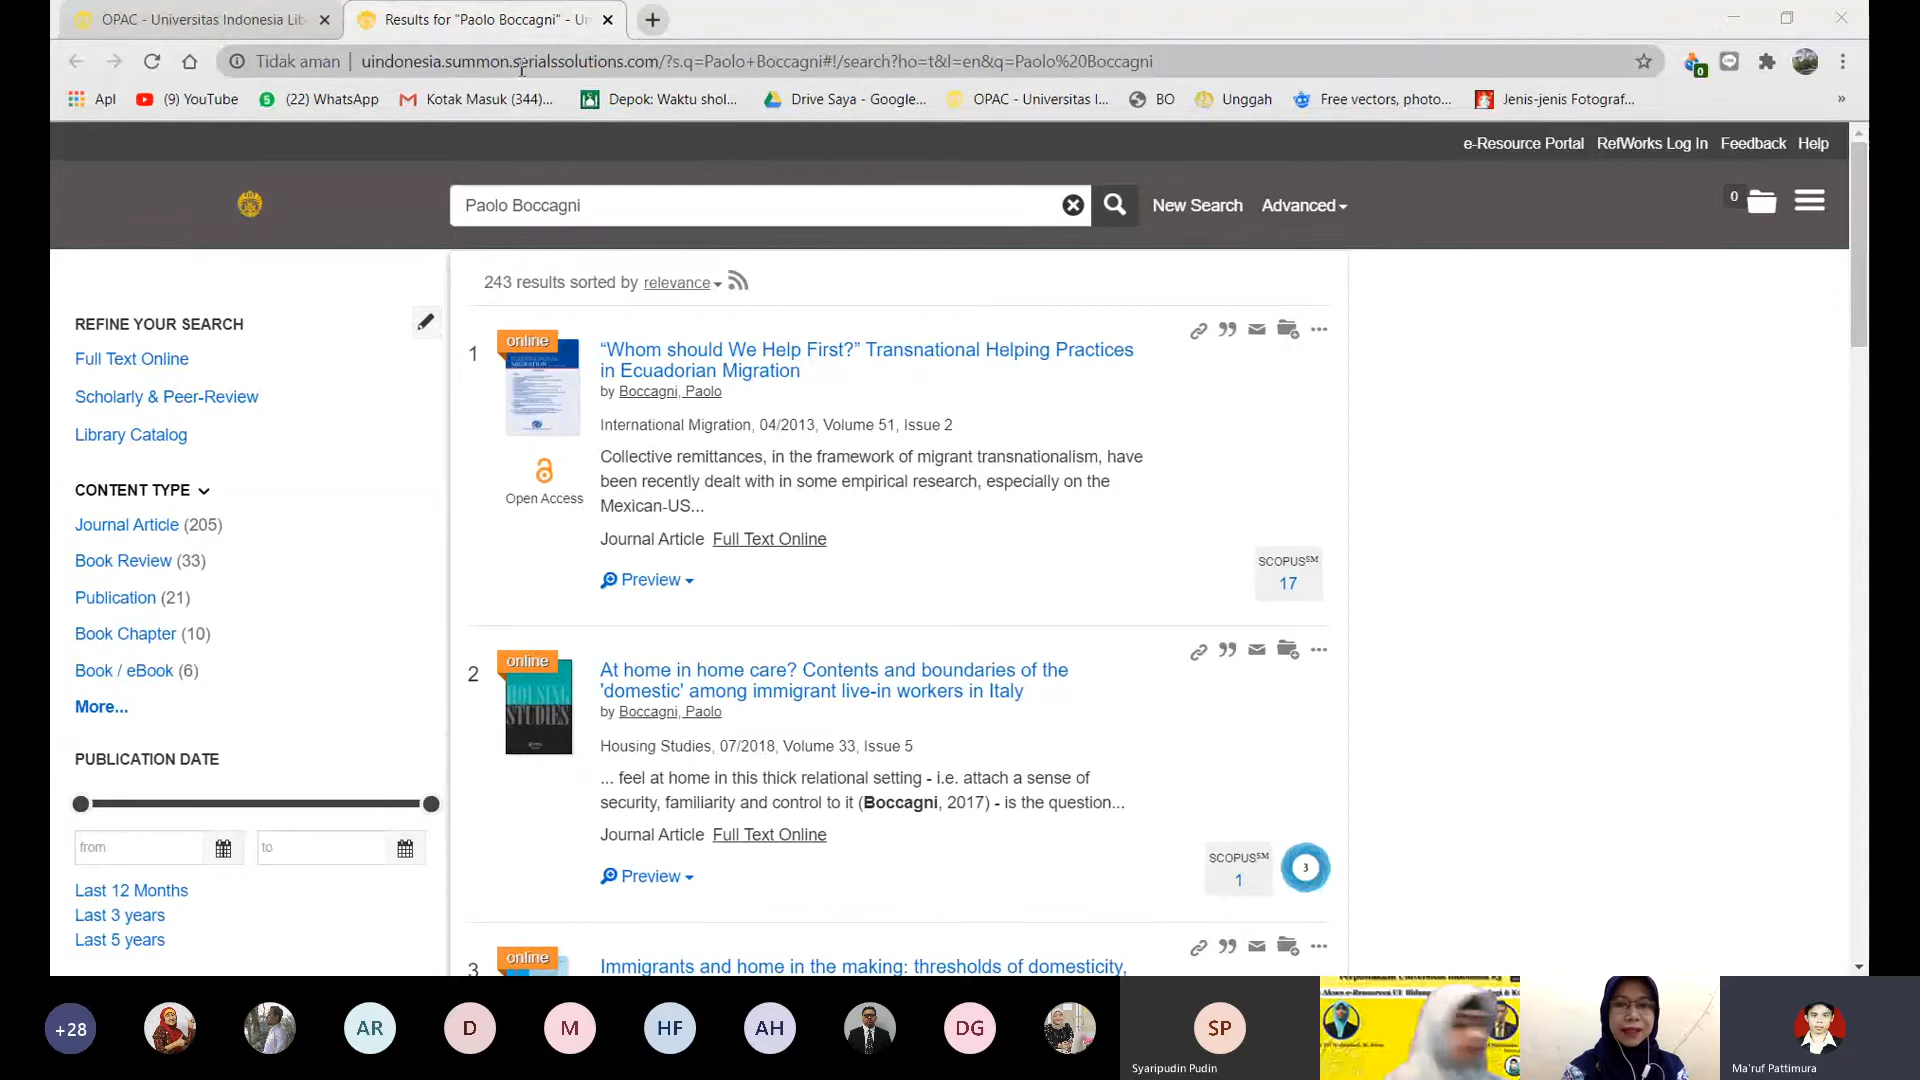 OPAC - Universitas Indonesia Lib
Results for "Paolo Boccagni" - Un
Tidak aman | uindonesia.summon.serialssolutions.com/?s.q=Paolo+Boccagni#!/search?ho=t&l=en&q=Paolo%20Boccagni
0
Apl
(9) YouTube
(22) WhatsApp
Kotak Masuk (344)...
Depok: Waktu shol...
Drive Saya - Google...
OPAC - Universitas I...
BO
Unggah
Free vectors, photo...
Jenis-jenis Fotograf...
»
e-Resource Portal
RefWorks Log In
Feedback
Help
Paolo Boccagni
New Search
Advanced
0
243 results sorted by relevance
REFINE YOUR SEARCH
Full Text Online
Scholarly & Peer-Review
Library Catalog
CONTENT TYPE
Journal Article (205)
Book Review (33)
Publication (21)
Book Chapter (10)
Book / eBook (6)
More...
PUBLICATION DATE
from
to
Last 12 Months
Last 3 years
Last 5 years
1
online
Open Access
“Whom should We Help First?” Transnational Helping Practices
in Ecuadorian Migration
by Boccagni, Paolo
International Migration, 04/2013, Volume 51, Issue 2
Collective remittances, in the framework of migrant transnationalism, have
been recently dealt with in some empirical research, especially on the
Mexican-US...
Journal Article Full Text Online
Preview
SCOPUS℠
17
2
online
HOUSING
STUDIES
At home in home care? Contents and boundaries of the
'domestic' among immigrant live-in workers in Italy
by Boccagni, Paolo
Housing Studies, 07/2018, Volume 33, Issue 5
... feel at home in this thick relational setting - i.e. attach a sense of
security, familiarity and control to it (Boccagni, 2017) - is the question...
Journal Article Full Text Online
Preview
SCOPUS℠
1
3
3
online
Immigrants and home in the making: thresholds of domesticity,
+28
AR
D
M
HF
AH
DG
SP
Syaripudin Pudin
Ma'ruf Pattimura